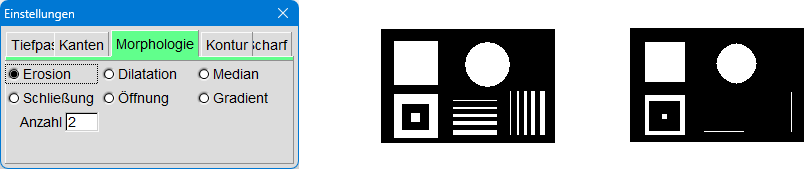 Einstellungen
Tiefpas Kanten Morphologie Kontur charf
Erosion Dilatation Median
Schließung Öffnung Gradient
Anzahl 2